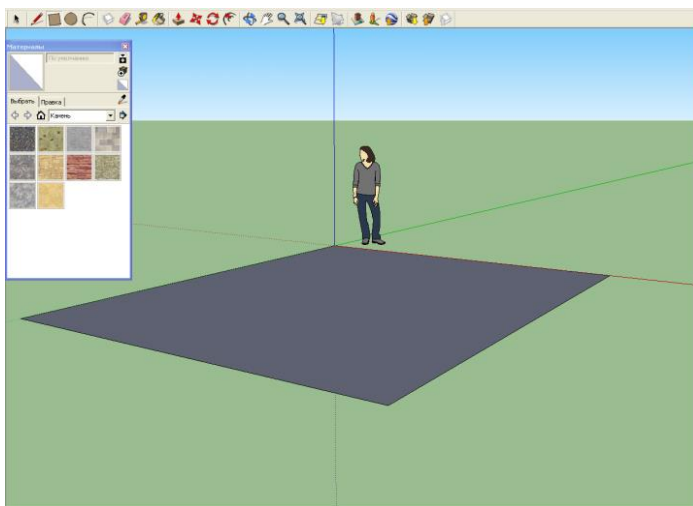 Материалы
По умолчанию
Выбрать
Правка
Камень